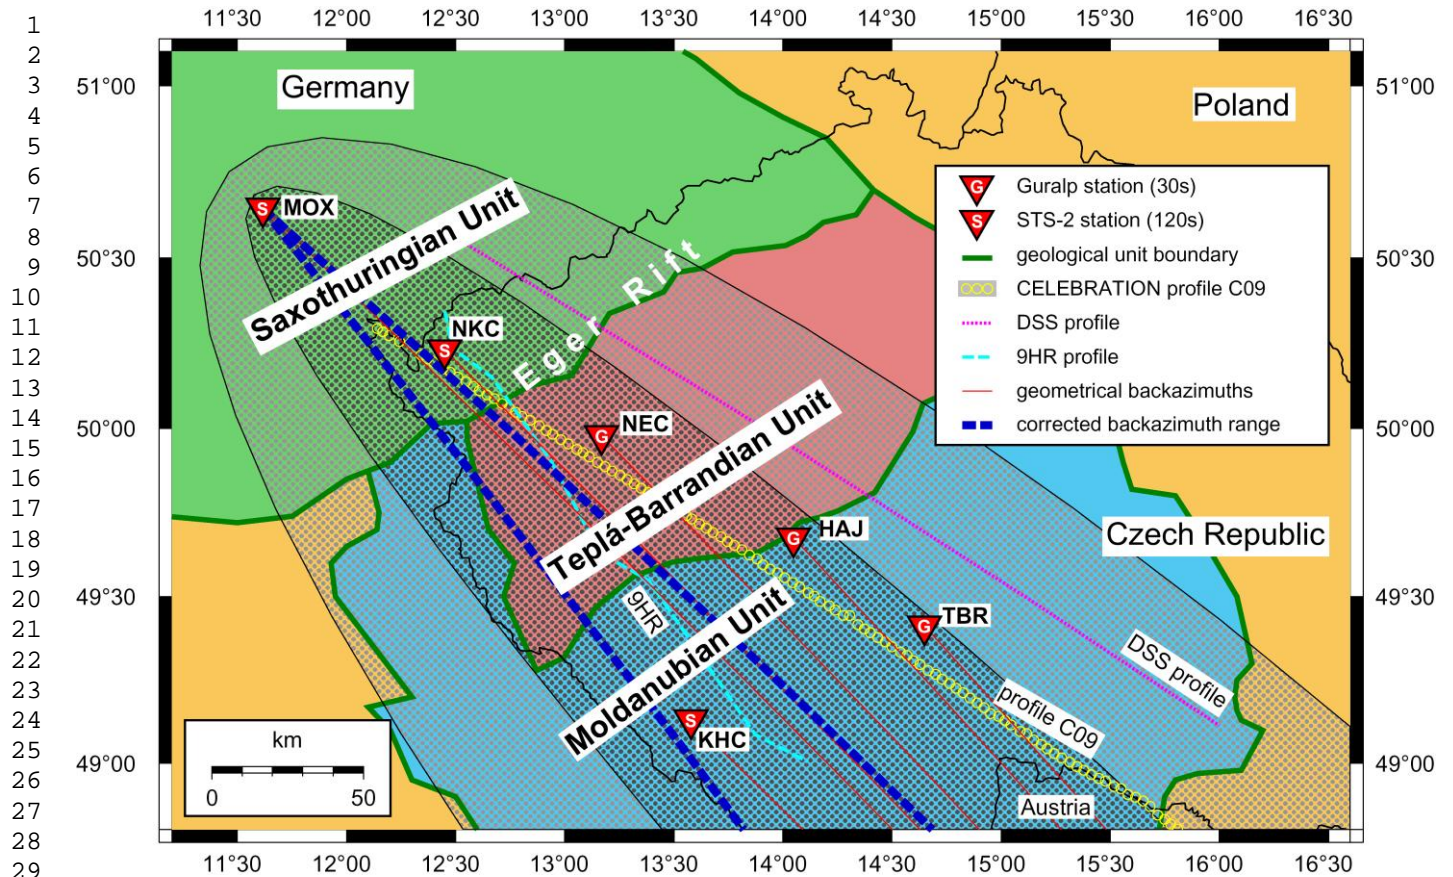 11°30 12°00 12°30 13°00 13°30 14°00 14°30 15°00 15°30 16°00 16°30
1
2
3
4
5
6
7
8
9
10
11
12
13
14
15
16
17
18
19
20
21
22
23
24
25
26
27
28
29
51°00
50°30
50°00
49°30
49°00
51°00
50°30
50°00
49°30
49°00
Germany
Poland
G Guralp station (30s)
S STS-2 station (120s)
geological unit boundary
CELEBRATION profile C09
DSS profile
9HR profile
geometrical backazimuths
corrected backazimuth range
S MOX
Saxothuringian Unit
Eger Rift
S NKC
G NEC
Teplá-Barrandian Unit
G HAJ
Czech Republic
9HR
G TBR
Moldanubian Unit
DSS profile
profile C09
S KHC
Austria
km
0 50
11°30 12°00 12°30 13°00 13°30 14°00 14°30 15°00 15°30 16°00 16°30